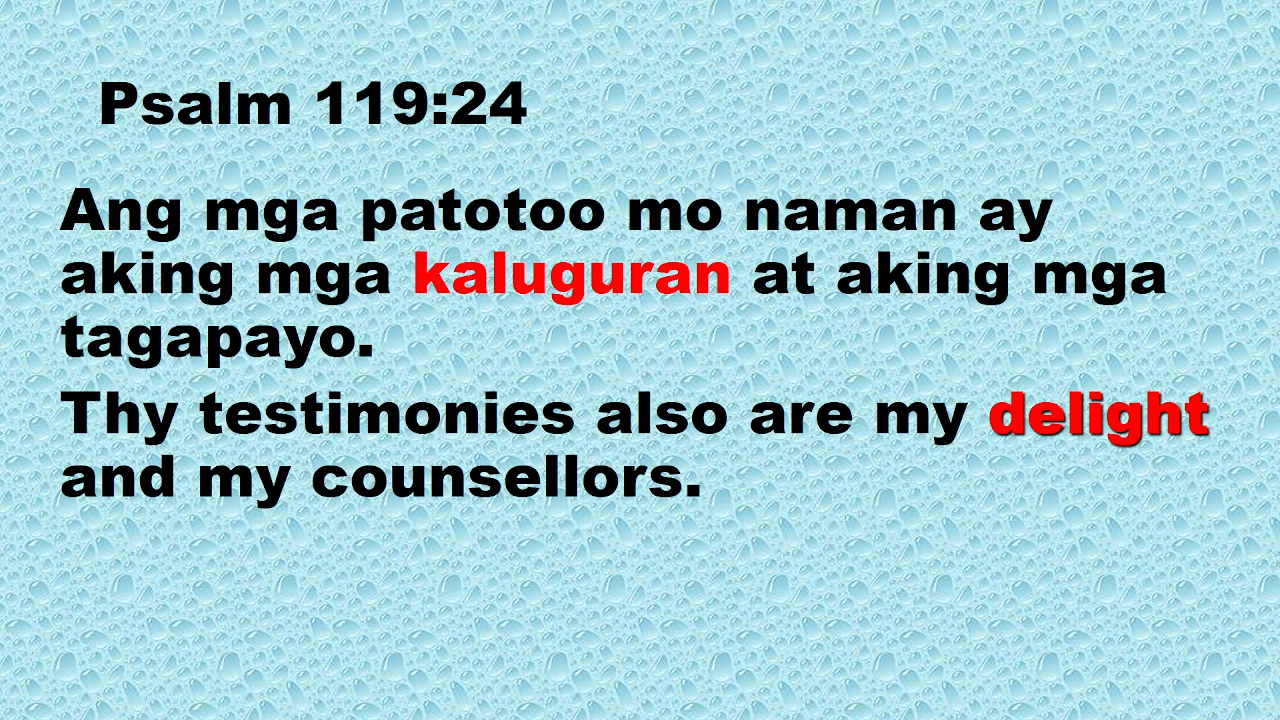 Psalm 119:24
Ang mga patotoo mo naman ay
aking mga kaluguran at aking mga
tagapayo.
Thy testimonies also are my delight
and my counsellors.